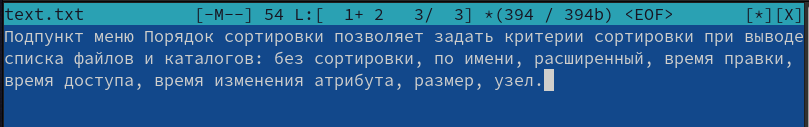 text.txt [-M--] 54 L:[ 1+ 2 3/ 3] *(394 / 394b) <EOF> [*][X]
Подпункт меню Порядок сортировки позволяет задать критерии сортировки при выводе
списка файлов и каталогов: без сортировки, по имени, расширенный, время правки,
время доступа, время изменения атрибута, размер, узел.